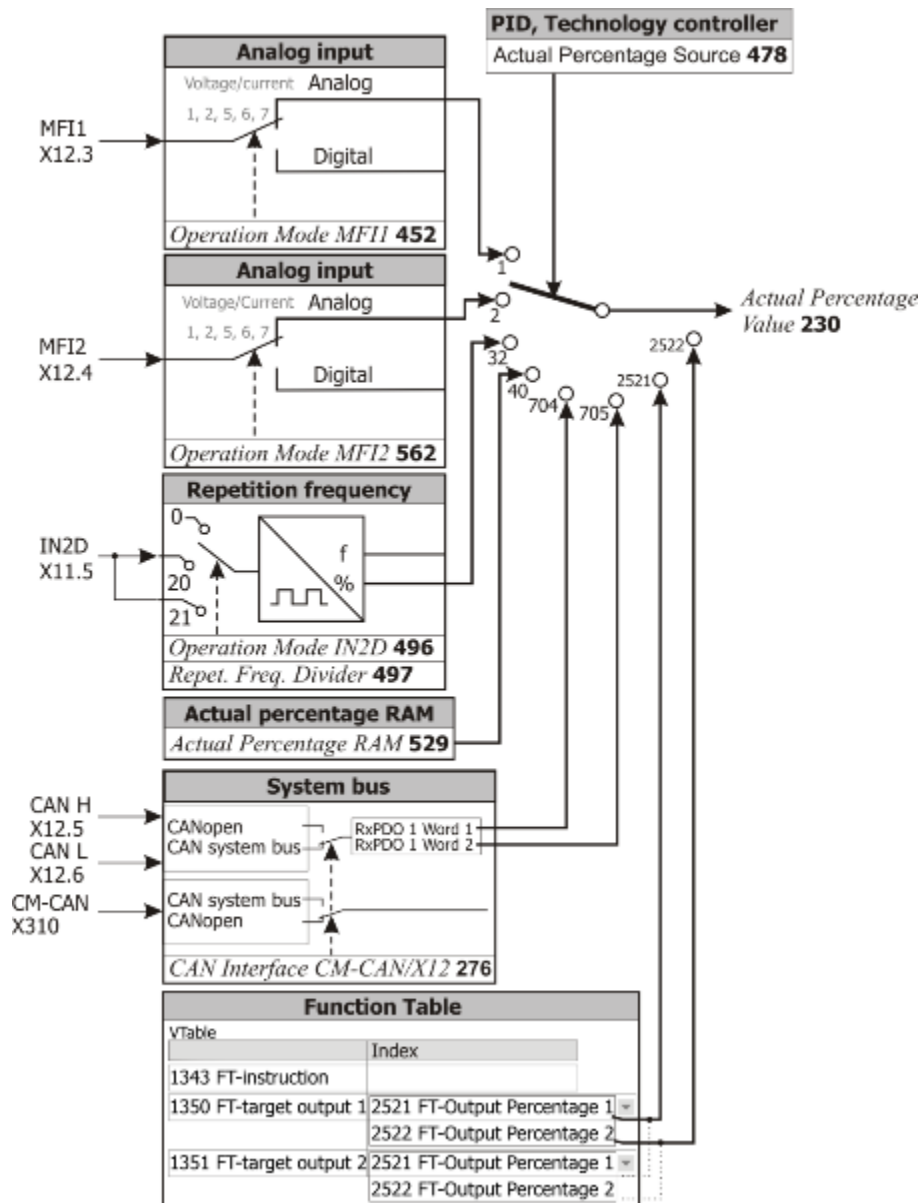 PID, Technology controller
Actual Percentage Source 478
Analog input
Voltage/current Analog
1, 2, 5, 6, 7
MFI1
X12.3
Digital
Operation Mode MFI1 452
1
Analog input
Voltage/Current Analog
1, 2, 5, 6, 7
MFI2
X12.4
Digital
Operation Mode MFI2 562
2
32
40
704
705
2521
2522
Actual Percentage
Value 230
Repetition frequency
0
IN2D
X11.5
20
21
f
%
Operation Mode IN2D 496
Repet. Freq. Divider 497
Actual percentage RAM
Actual Percentage RAM 529
System bus
CAN H
X12.5
CAN L
X12.6
CM-CAN
X310
CANopen
CAN system bus
RxPDO 1 Word 1
RxPDO 1 Word 2
CAN system bus
CANopen
CAN Interface CM-CAN/X12 276
Function Table
VTable
Index
1343 FT-instruction
1350 FT-target output 1 2521 FT-Output Percentage 1
2522 FT-Output Percentage 2
1351 FT-target output 2 2521 FT-Output Percentage 1
2522 FT-Output Percentage 2